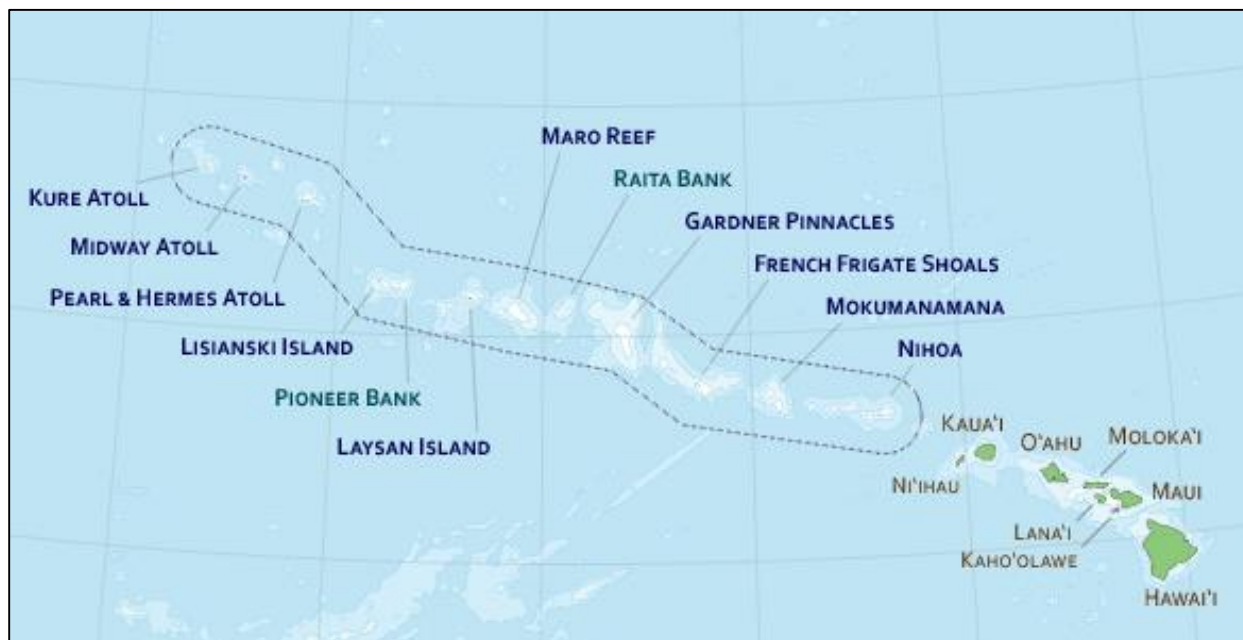 MARO REEF
RAITA BANK
KURE ATOLL
GARDNER PINNACLES
MIDWAY ATOLL
FRENCH FRIGATE SHOALS
PEARL & HERMES ATOLL
MOKUMANAMANA
LISIANSKI ISLAND
NIHOA
PIONEER BANK
LAYSAN ISLAND
KAUA'I
O'AHU
MOLOKA'I
NI'IHAU
MAUI
LANA'I
KAHO'OLAWE
HAWAI'I